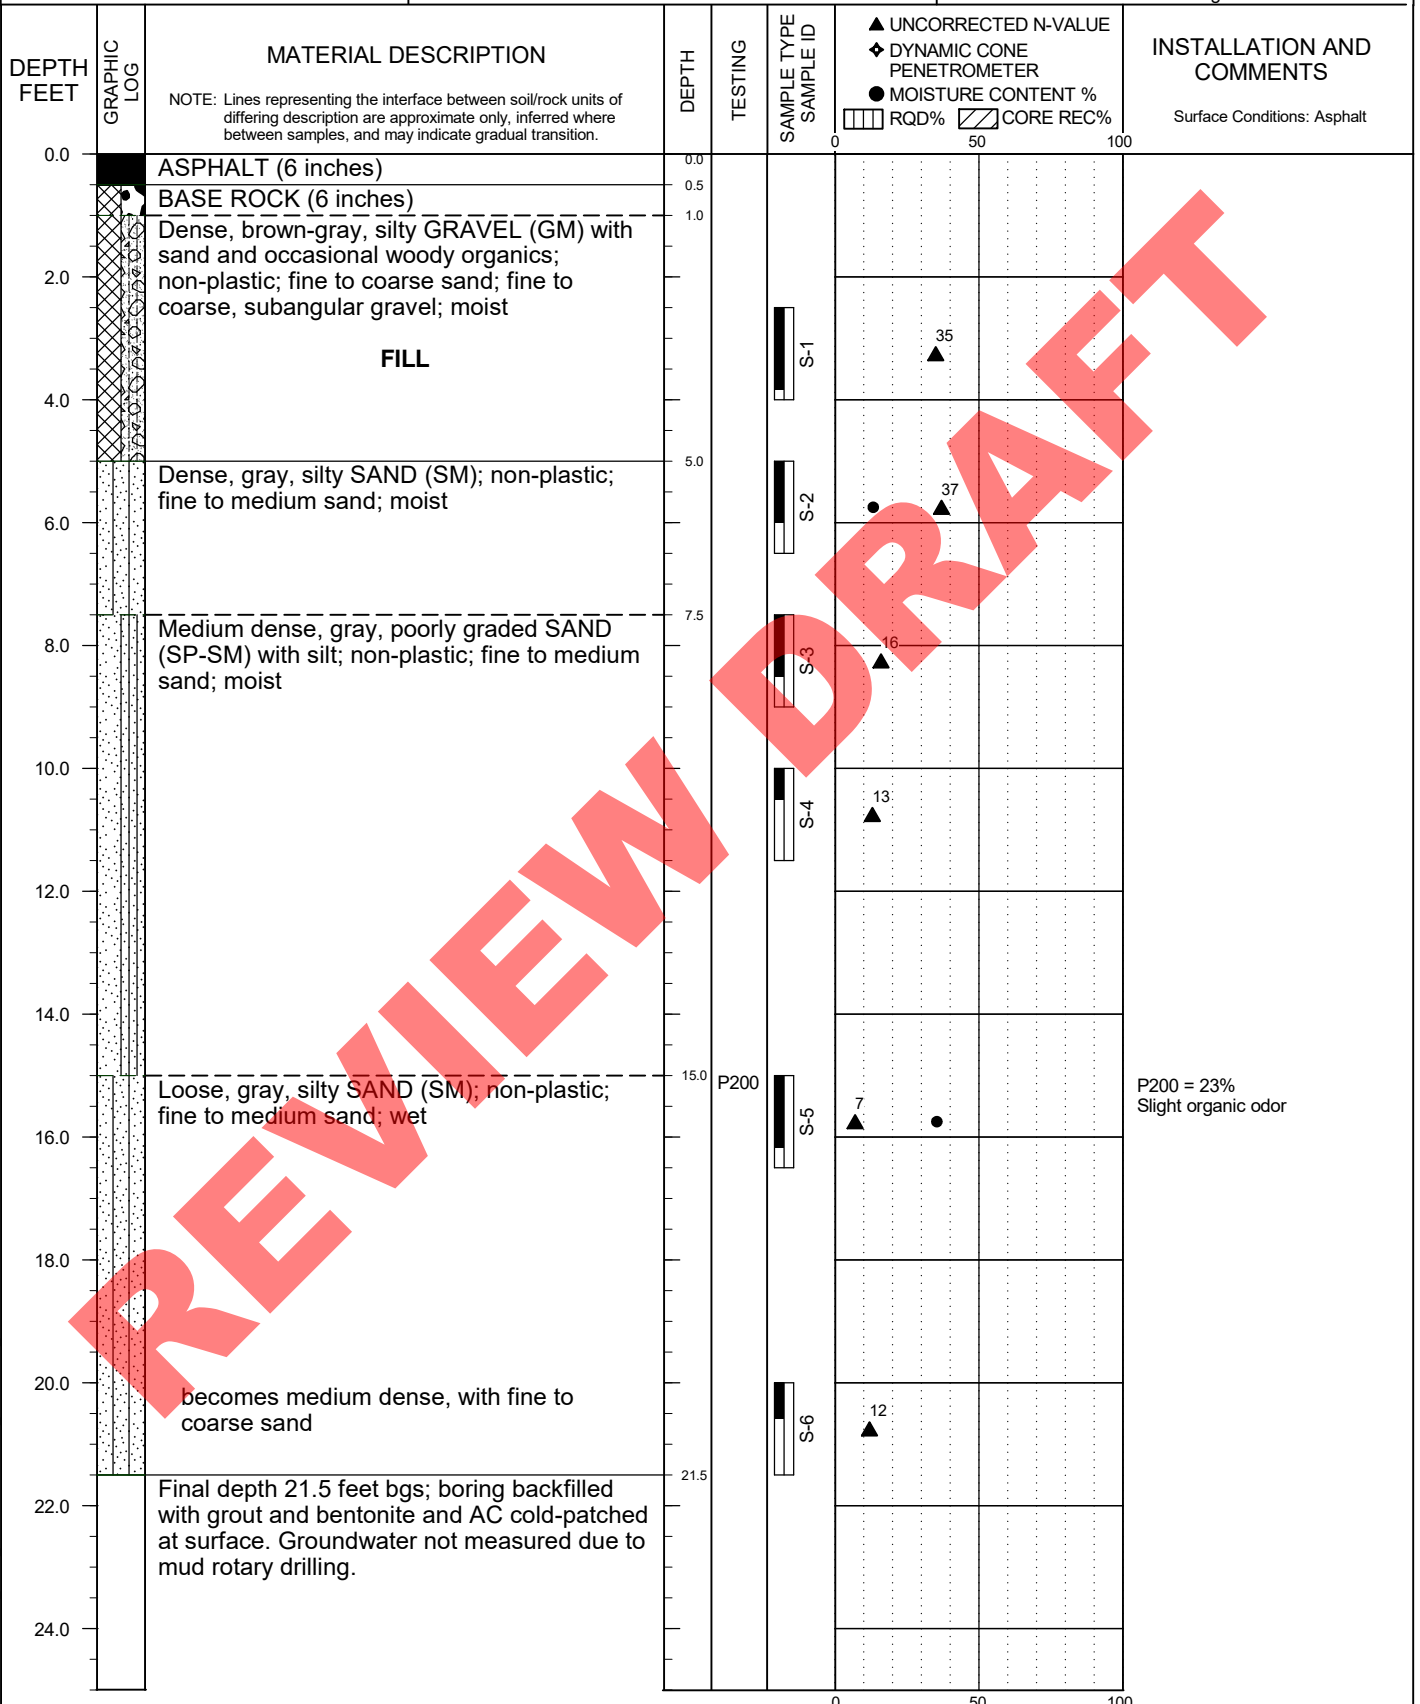 DEPTH
FEET
GRAPHIC
LOG
MATERIAL DESCRIPTION
NOTE: Lines representing the interface between soil/rock units of
differing description are approximate only, inferred where
between samples, and may indicate gradual transition.
DEPTH
TESTING
SAMPLE TYPE
SAMPLE ID
▲ UNCORRECTED N-VALUE
DYNAMIC CONE
PENETROMETER
● MOISTURE CONTENT %
RQD% CORE REC%
0 50 100
INSTALLATION AND
COMMENTS
Surface Conditions: Asphalt
0.0
ASPHALT (6 inches)
0.0
0.5
BASE ROCK (6 inches)
1.0
Dense, brown-gray, silty GRAVEL (GM) with
sand and occasional woody organics;
2.0
non-plastic; fine to coarse sand; fine to
coarse, subangular gravel; moist
FILL
S-1
35
4.0
5.0
Dense, gray, silty SAND (SM); non-plastic;
fine to medium sand; moist
S-2
37
6.0
7.5
Medium dense, gray, poorly graded SAND
8.0
(SP-SM) with silt; non-plastic; fine to medium
sand; moist
S-3
16
10.0
S-4
13
12.0
14.0
15.0
P200
Loose, gray, silty SAND (SM); non-plastic;
fine to medium sand; wet
S-5
7
P200 = 23%
Slight organic odor
16.0
18.0
20.0
becomes medium dense, with fine to
coarse sand
S-6
12
21.5
Final depth 21.5 feet bgs; boring backfilled
22.0
with grout and bentonite and AC cold-patched
at surface. Groundwater not measured due to
mud rotary drilling.
24.0
0 50 100
REVIEW DRAFT